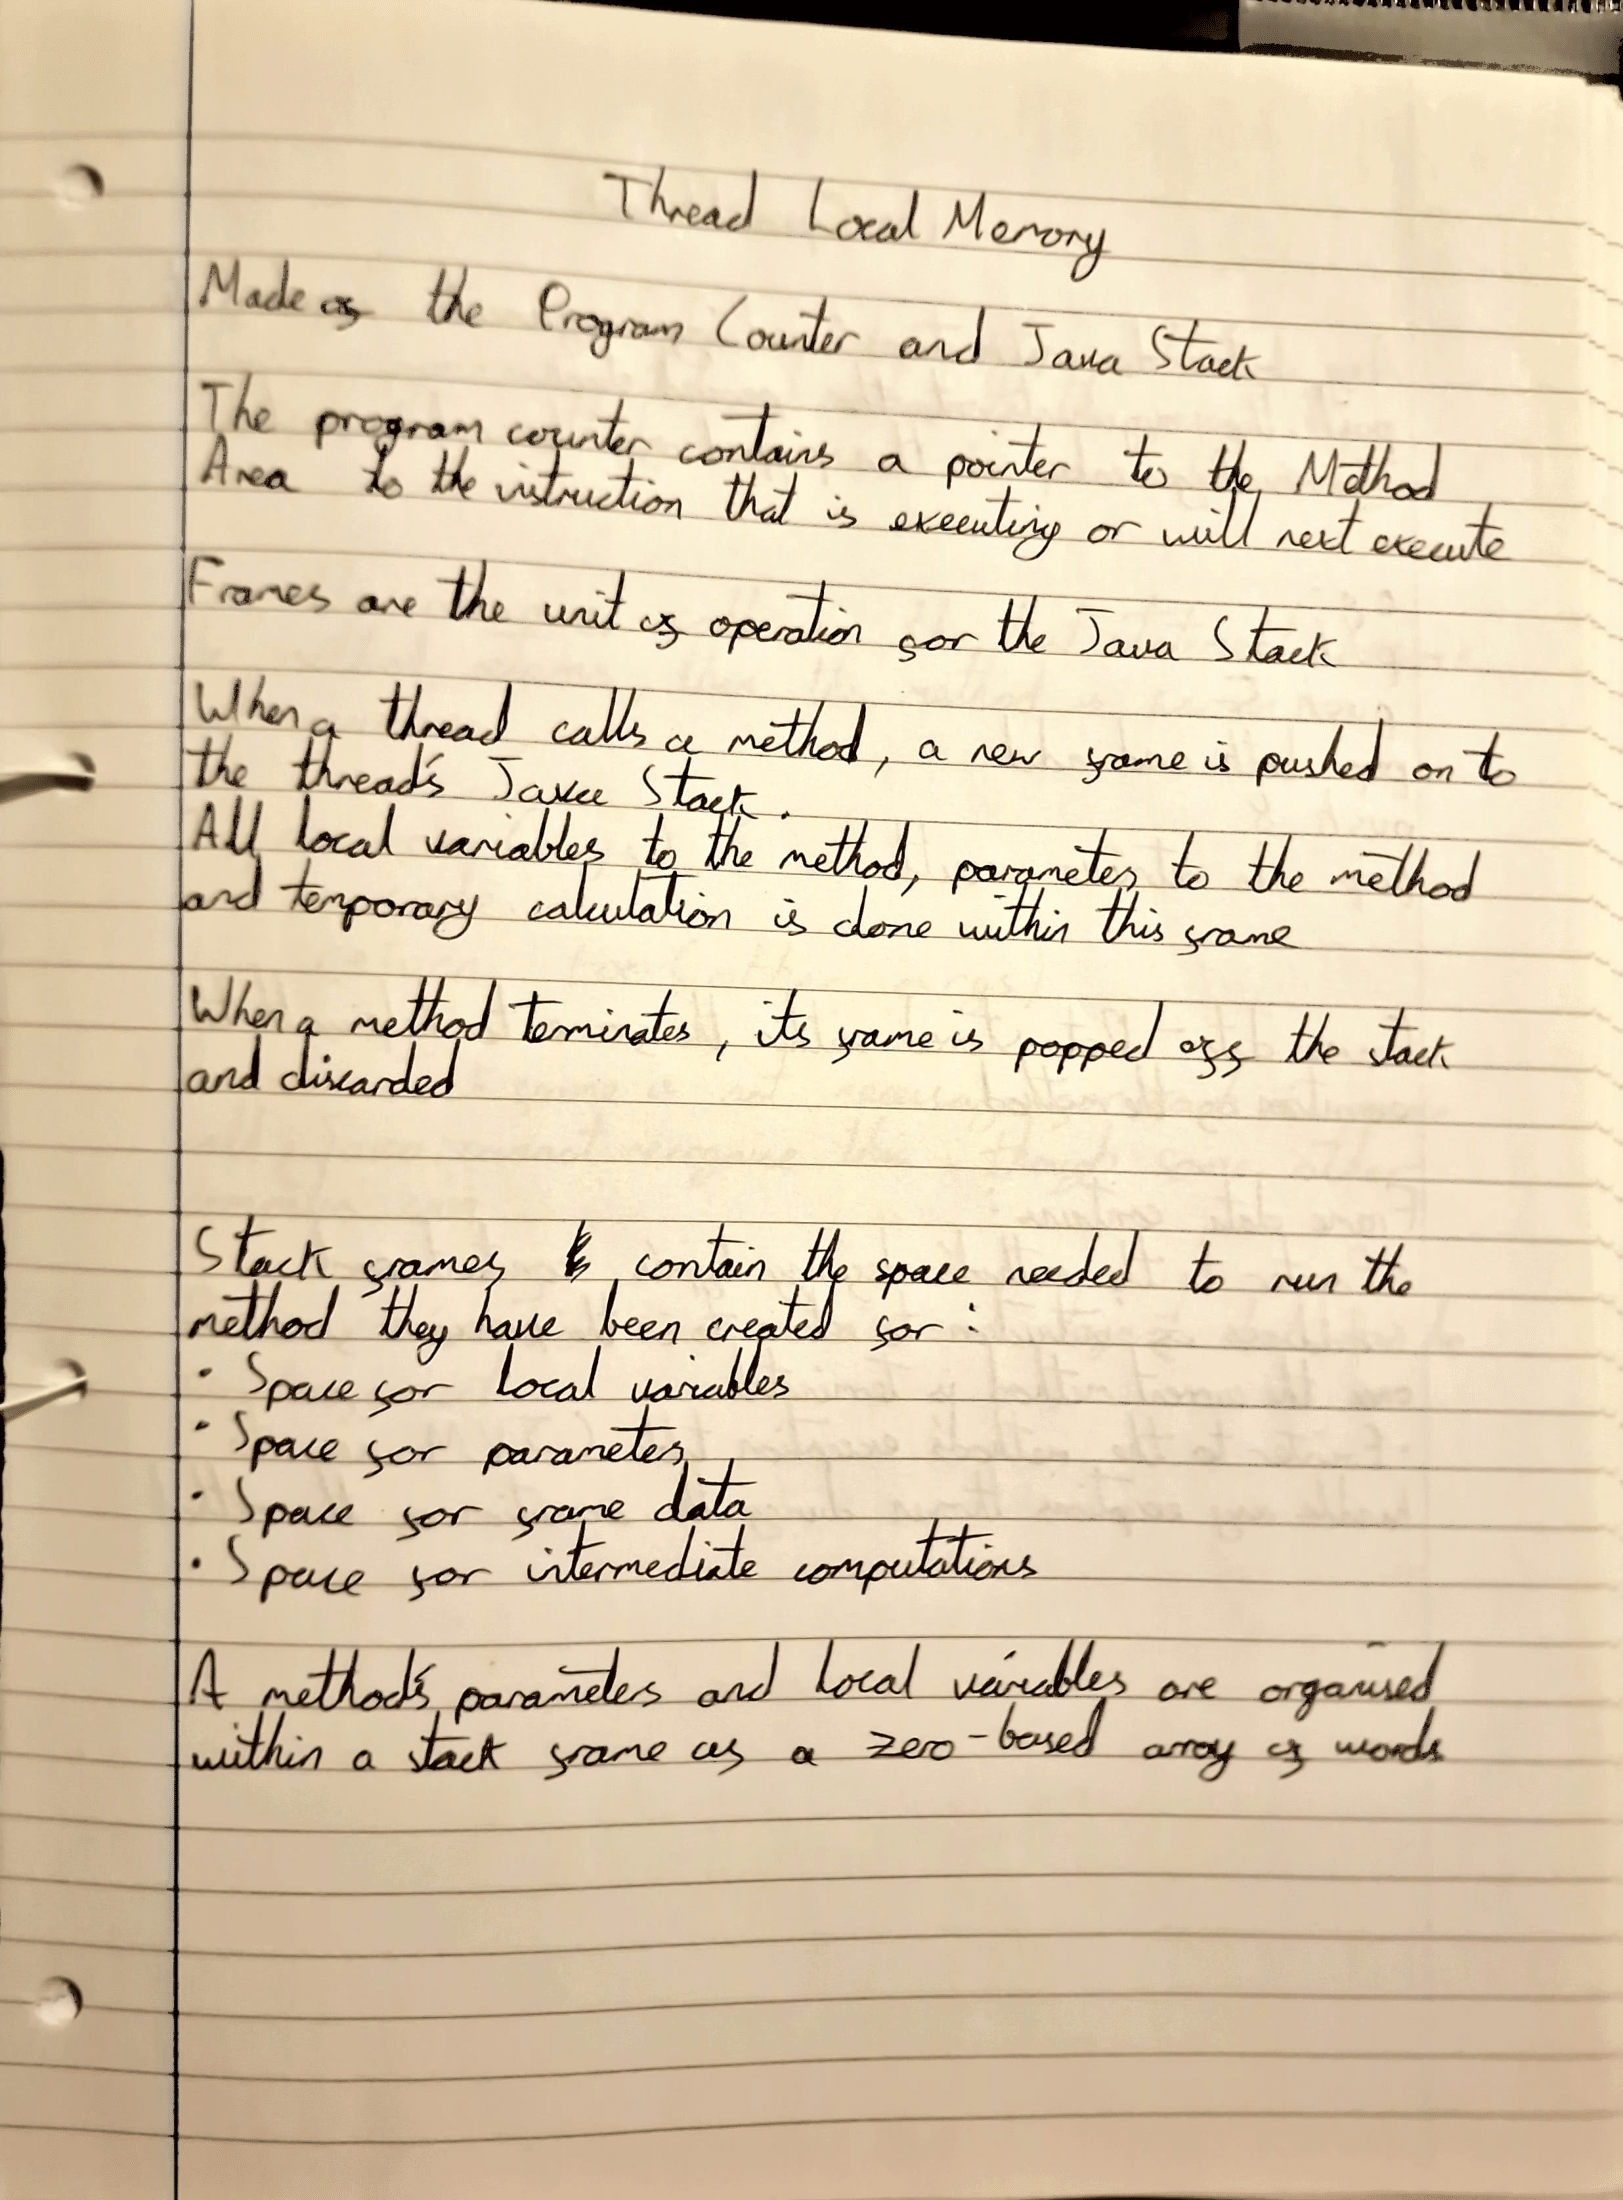 Thread Local Memory
Made of the Program Counter and Java Stack
The program counter contains a pointer to the Method
Area to the instruction that is executing or will next execute
Frames are the unit of operation for the Java Stack
When a thread calls a method, a new frame is pushed on to
the thread's Java Stack.
All local variables to the method, parameters to the method
and temporary calculation is done within this frame
When a method terminates, its frame is popped off the stack
and discarded
Stack frames contain the space needed to run the
method they have been created for:
· Space for local variables
· Space for parameters
· Space for frame data
· Space for intermediate computations
A method's parameters and local variables are organised
within a stack frame as a zero-based array of words